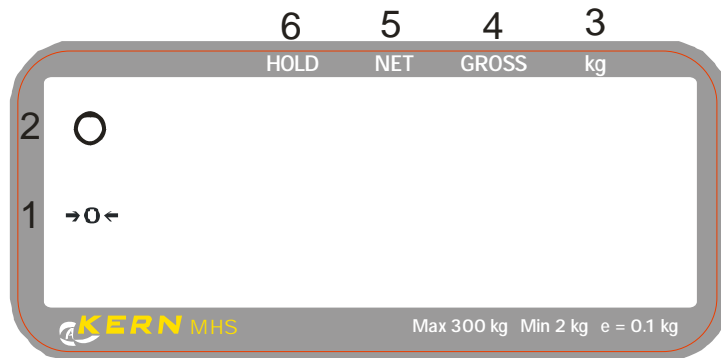 6 5 4 3
HOLD NET GROSS kg
2 O
1 →0←
KERN MHS Max 300 kg Min 2 kg e = 0.1 kg